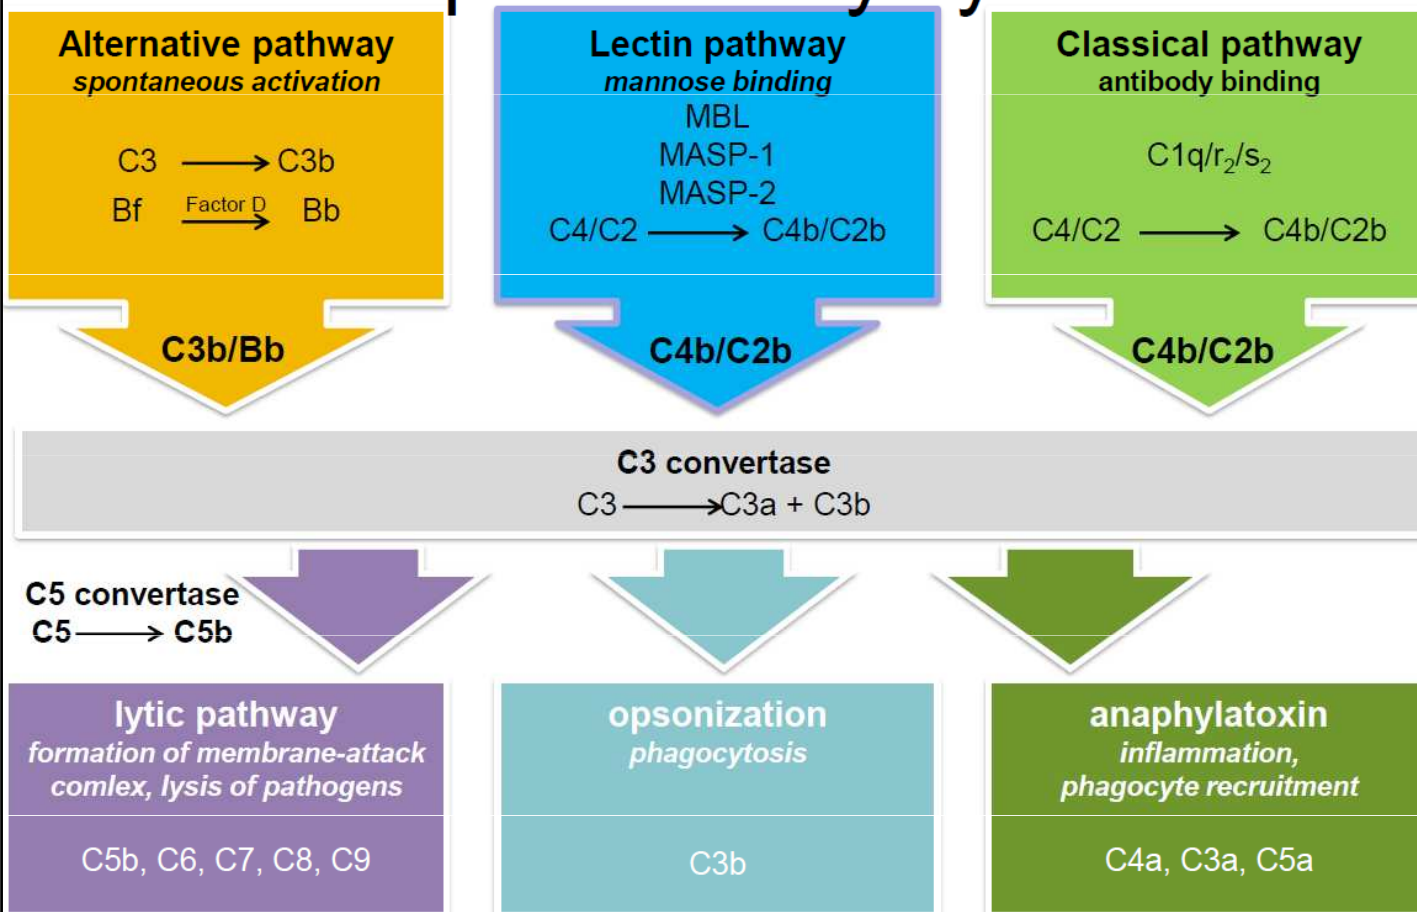 Alternative pathway
spontaneous activation
C3 → C3b
Bf Factor D → Bb
C3b/Bb
Lectin pathway
mannose binding
MBL
MASP-1
MASP-2
C4/C2 → C4b/C2b
C4b/C2b
Classical pathway
antibody binding
C1q/r₂/s₂
C4/C2 → C4b/C2b
C4b/C2b
C3 convertase
C3 → C3a + C3b
C5 convertase
C5 → C5b
lytic pathway
formation of membrane-attack
comlex, lysis of pathogens
C5b, C6, C7, C8, C9
opsonization
phagocytosis
C3b
anaphylatoxin
inflammation,
phagocyte recruitment
C4a, C3a, C5a